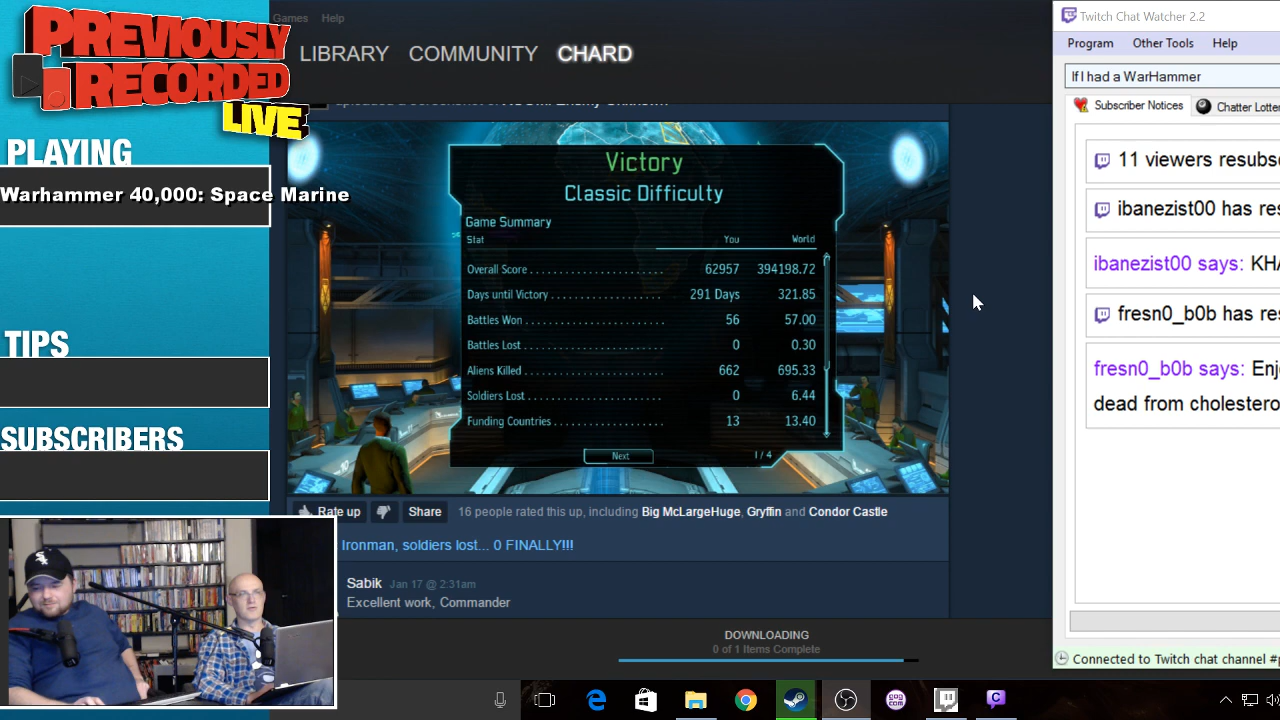 PREVIOUSLY
RECORDED
LIVE
PLAYING
Warhammer 40,000: Space Marine
TIPS
SUBSCRIBERS
Games Help
LIBRARY COMMUNITY CHARD
Victory
Classic Difficulty
Game Summary
Stat You World
Overall Score 62957 394198.72
Days until Victory 291 Days 321.85
Battles Won 56 57.00
Battles Lost 0 0.30
Aliens Killed 662 695.33
Soldiers Lost 0 6.44
Funding Countries 13 13.40
Next 1 / 4
Rate up Share 16 people rated this up, including Big McLargeHuge, Gryffin and Condor Castle
Ironman, soldiers lost... 0 FINALLY!!!
Sabik Jan 17 @ 2:31am
Excellent work, Commander
DOWNLOADING
0 of 1 Items Complete
Twitch Chat Watcher 2.2
Program Other Tools Help
If I had a WarHammer
Subscriber Notices Chatter Lotter
11 viewers resubs
ibanezist00 has res
ibanezist00 says: KHA
fresn0_b0b has res
fresn0_b0b says: Enj
dead from cholestero
Connected to Twitch chat channel #p